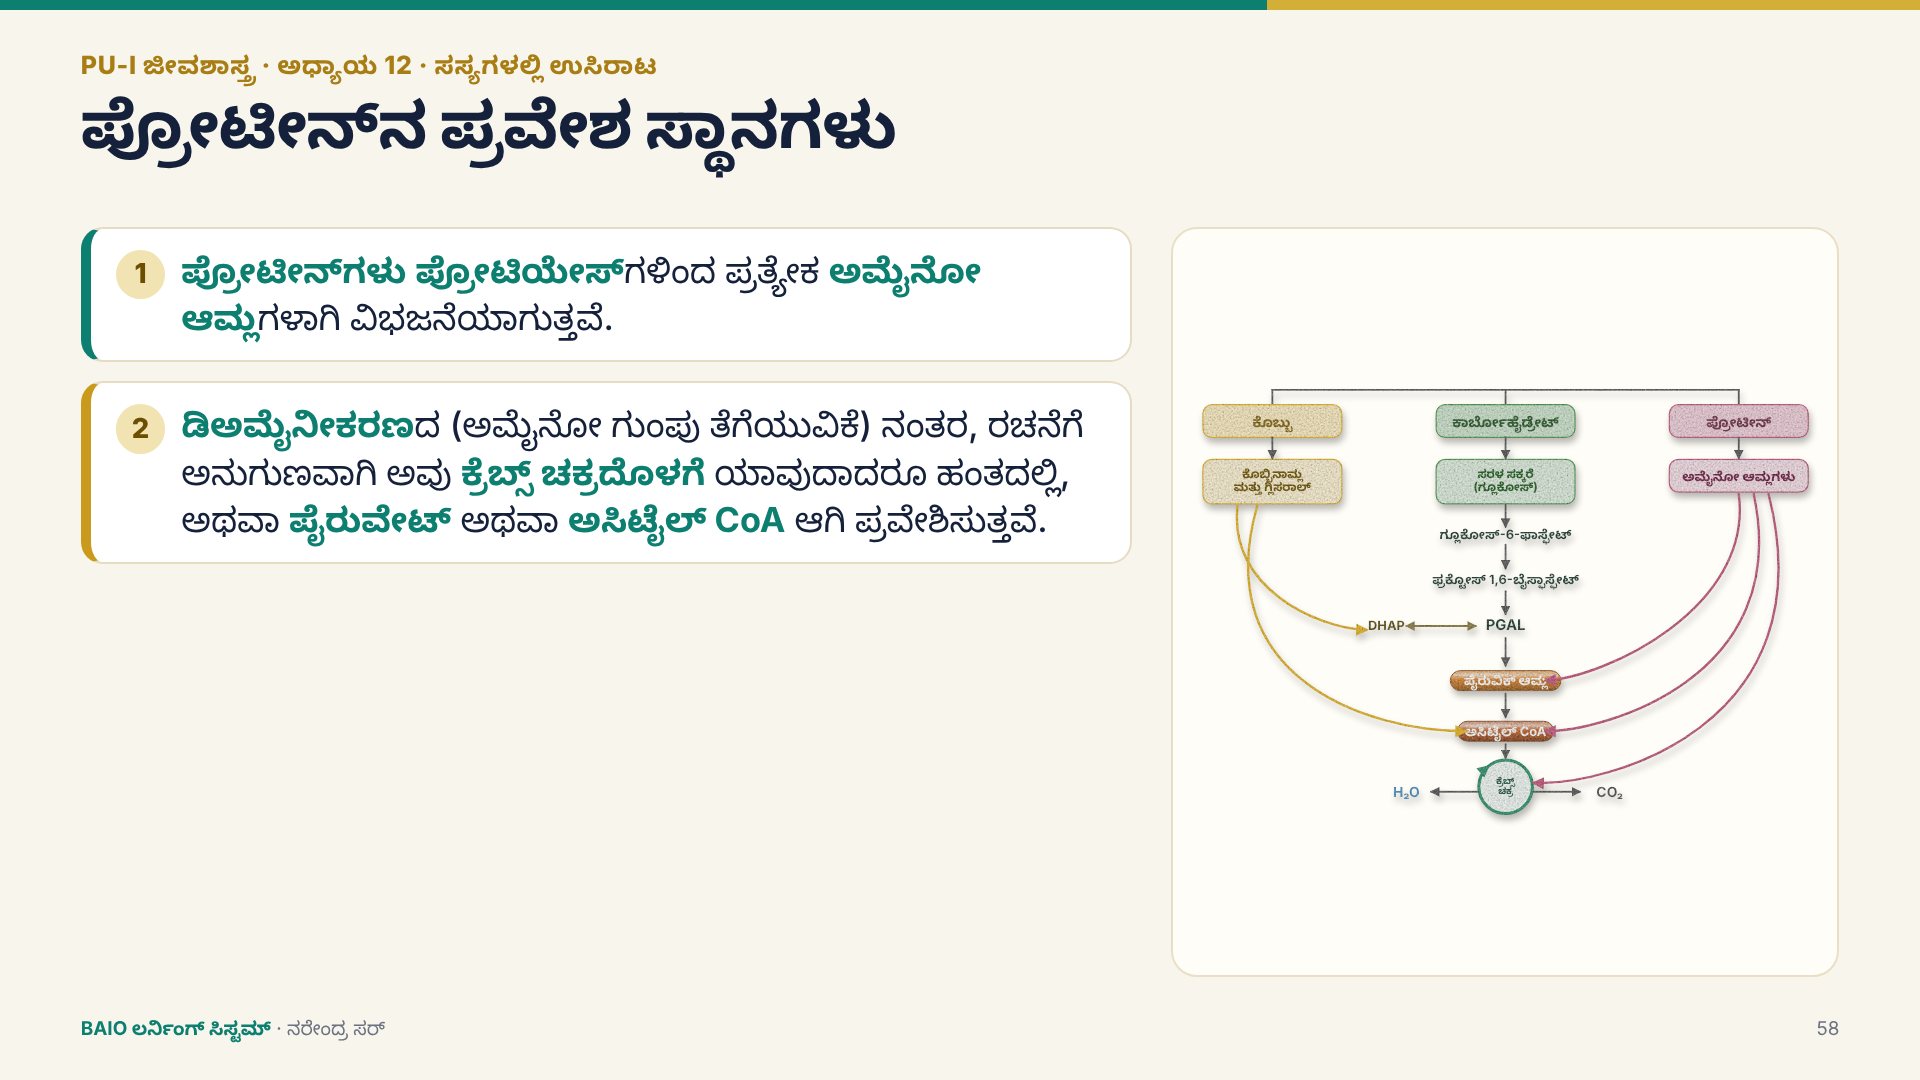 PU-I ಜೀವಶಾಸ್ತ್ರ · ಅಧ್ಯಾಯ 12 · ಸಸ್ಯಗಳಲ್ಲಿ ಉಸಿರಾಟ
ಪ್ರೋಟೀನ್‌ನ ಪ್ರವೇಶ ಸ್ಥಾನಗಳು
1
ಪ್ರೋಟೀನ್‌ಗಳು ಪ್ರೋಟಿಯೇಸ್‌ಗಳಿಂದ ಪ್ರತ್ಯೇಕ ಅಮೈನೋ
ಆಮ್ಲಗಳಾಗಿ ವಿಭಜನೆಯಾಗುತ್ತವೆ.
2
ಡಿಅಮೈನೀಕರಣದ (ಅಮೈನೋ ಗುಂಪು ತೆಗೆಯುವಿಕೆ) ನಂತರ, ರಚನೆಗೆ
ಅನುಗುಣವಾಗಿ ಅವು ಕ್ರೆಬ್ಸ್ ಚಕ್ರದೊಳಗೆ ಯಾವುದಾದರೂ ಹಂತದಲ್ಲಿ,
ಅಥವಾ ಪೈರುವೇಟ್ ಅಥವಾ ಅಸಿಟೈಲ್ CoA ಆಗಿ ಪ್ರವೇಶಿಸುತ್ತವೆ.
ಕೊಬ್ಬು
ಕಾರ್ಬೋಹೈಡ್ರೇಟ್
ಪ್ರೋಟೀನ್
ಕೊಬ್ಬಿನಾಮ್ಲ
ಮತ್ತು ಗ್ಲಿಸರಾಲ್
ಸರಳ ಸಕ್ಕರೆ
(ಗ್ಲೂಕೋಸ್)
ಅಮೈನೋ ಆಮ್ಲಗಳು
ಗ್ಲೂಕೋಸ್-6-ಫಾಸ್ಫೇಟ್
ಫ್ರಕ್ಟೋಸ್ 1,6-ಬೈಸ್ಫಾಸ್ಫೇಟ್
DHAP
PGAL
ಪೈರುವಿಕ್ ಆಮ್ಲ
ಅಸಿಟೈಲ್ CoA
ಕ್ರೆಬ್ಸ್
ಚಕ್ರ
H₂O
CO₂
BAIO ಲರ್ನಿಂಗ್ ಸಿಸ್ಟಮ್ · ನರೇಂದ್ರ ಸರ್
58